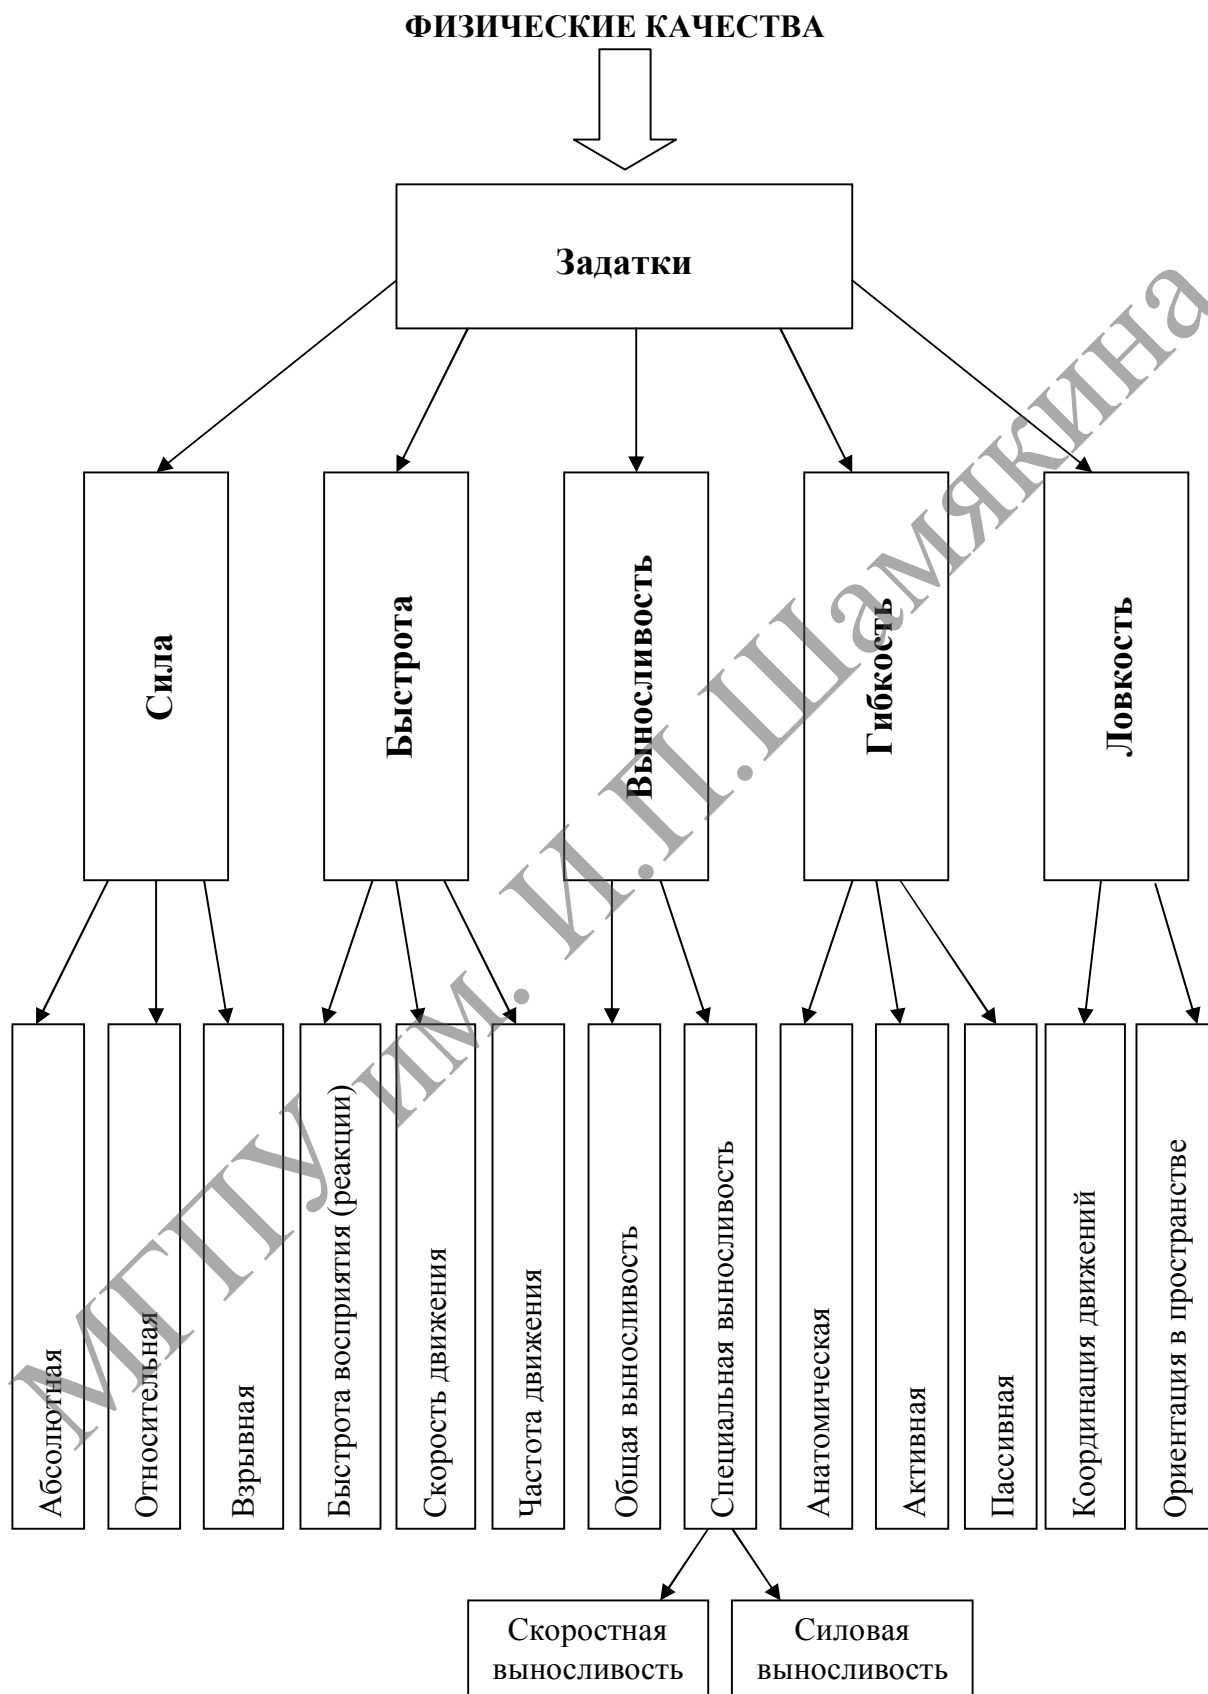 ФИЗИЧЕСКИЕ КАЧЕСТВА
Задатки
Сила
Быстрота
Выносливость
Гибкость
Ловкость
Абсолютная
Относительная
Взрывная
Быстрота восприятия (реакции)
Скорость движения
Частота движения
Общая выносливость
Специальная выносливость
Анатомическая
Активная
Пассивная
Координация движений
Ориентация в пространстве
Скоростная
выносливость
Силовая
выносливость
МГПУ им. И.П.Шамякина